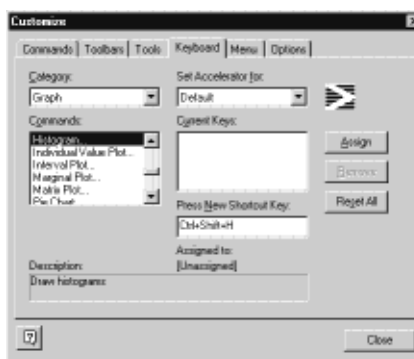 Customize
Commands Toolbars Tools Keyboard Menu Options
Category:
Graph
Set Accelerator for:
Default
Commands:
Histogram...
Individual Value Plot...
Interval Plot...
Marginal Plot...
Matrix Plot...
Pie Chart...
Current Keys:
Assign
Remove
Reset All
Press New Shortcut Key:
Ctrl+Shift+H
Assigned to:
[Unassigned]
Description:
Draw histograms
Close